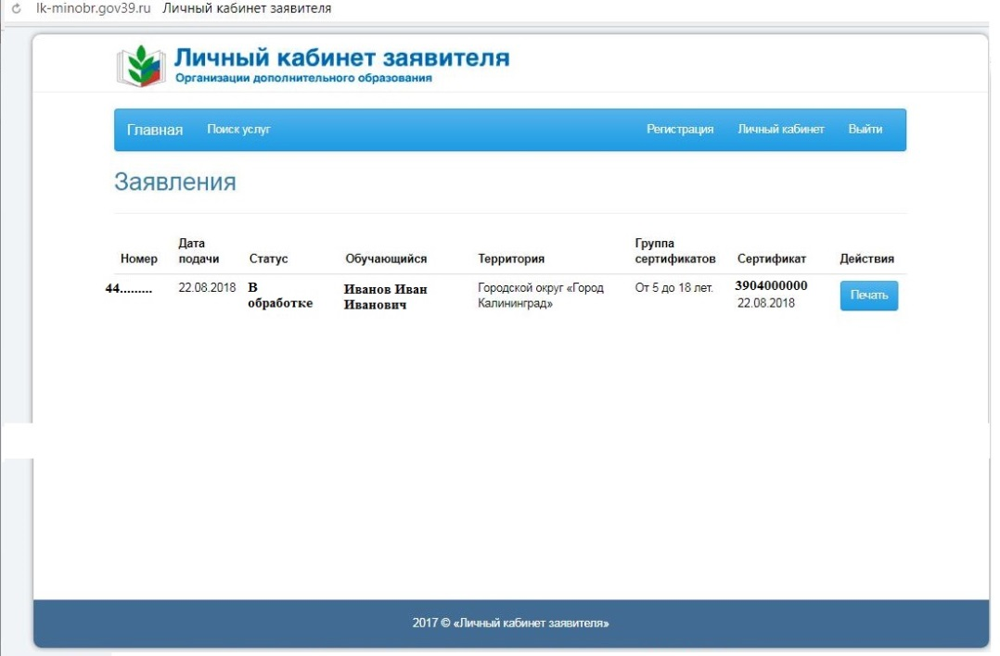 lk-minobr.gov39.ru Личный кабинет заявителя
Личный кабинет заявителя
Организации дополнительного образования
Главная Поиск услуг Регистрация Личный кабинет Выйти
Заявления
Номер Дата подачи Статус Обучающийся Территория Группа сертификатов Сертификат Действия
44......... 22.08.2018 В Иванов Иван Городской округ «Город От 5 до 18 лет. 3904000000 Печать
обработке Иванович Калининград» 22.08.2018
2017 © «Личный кабинет заявителя»